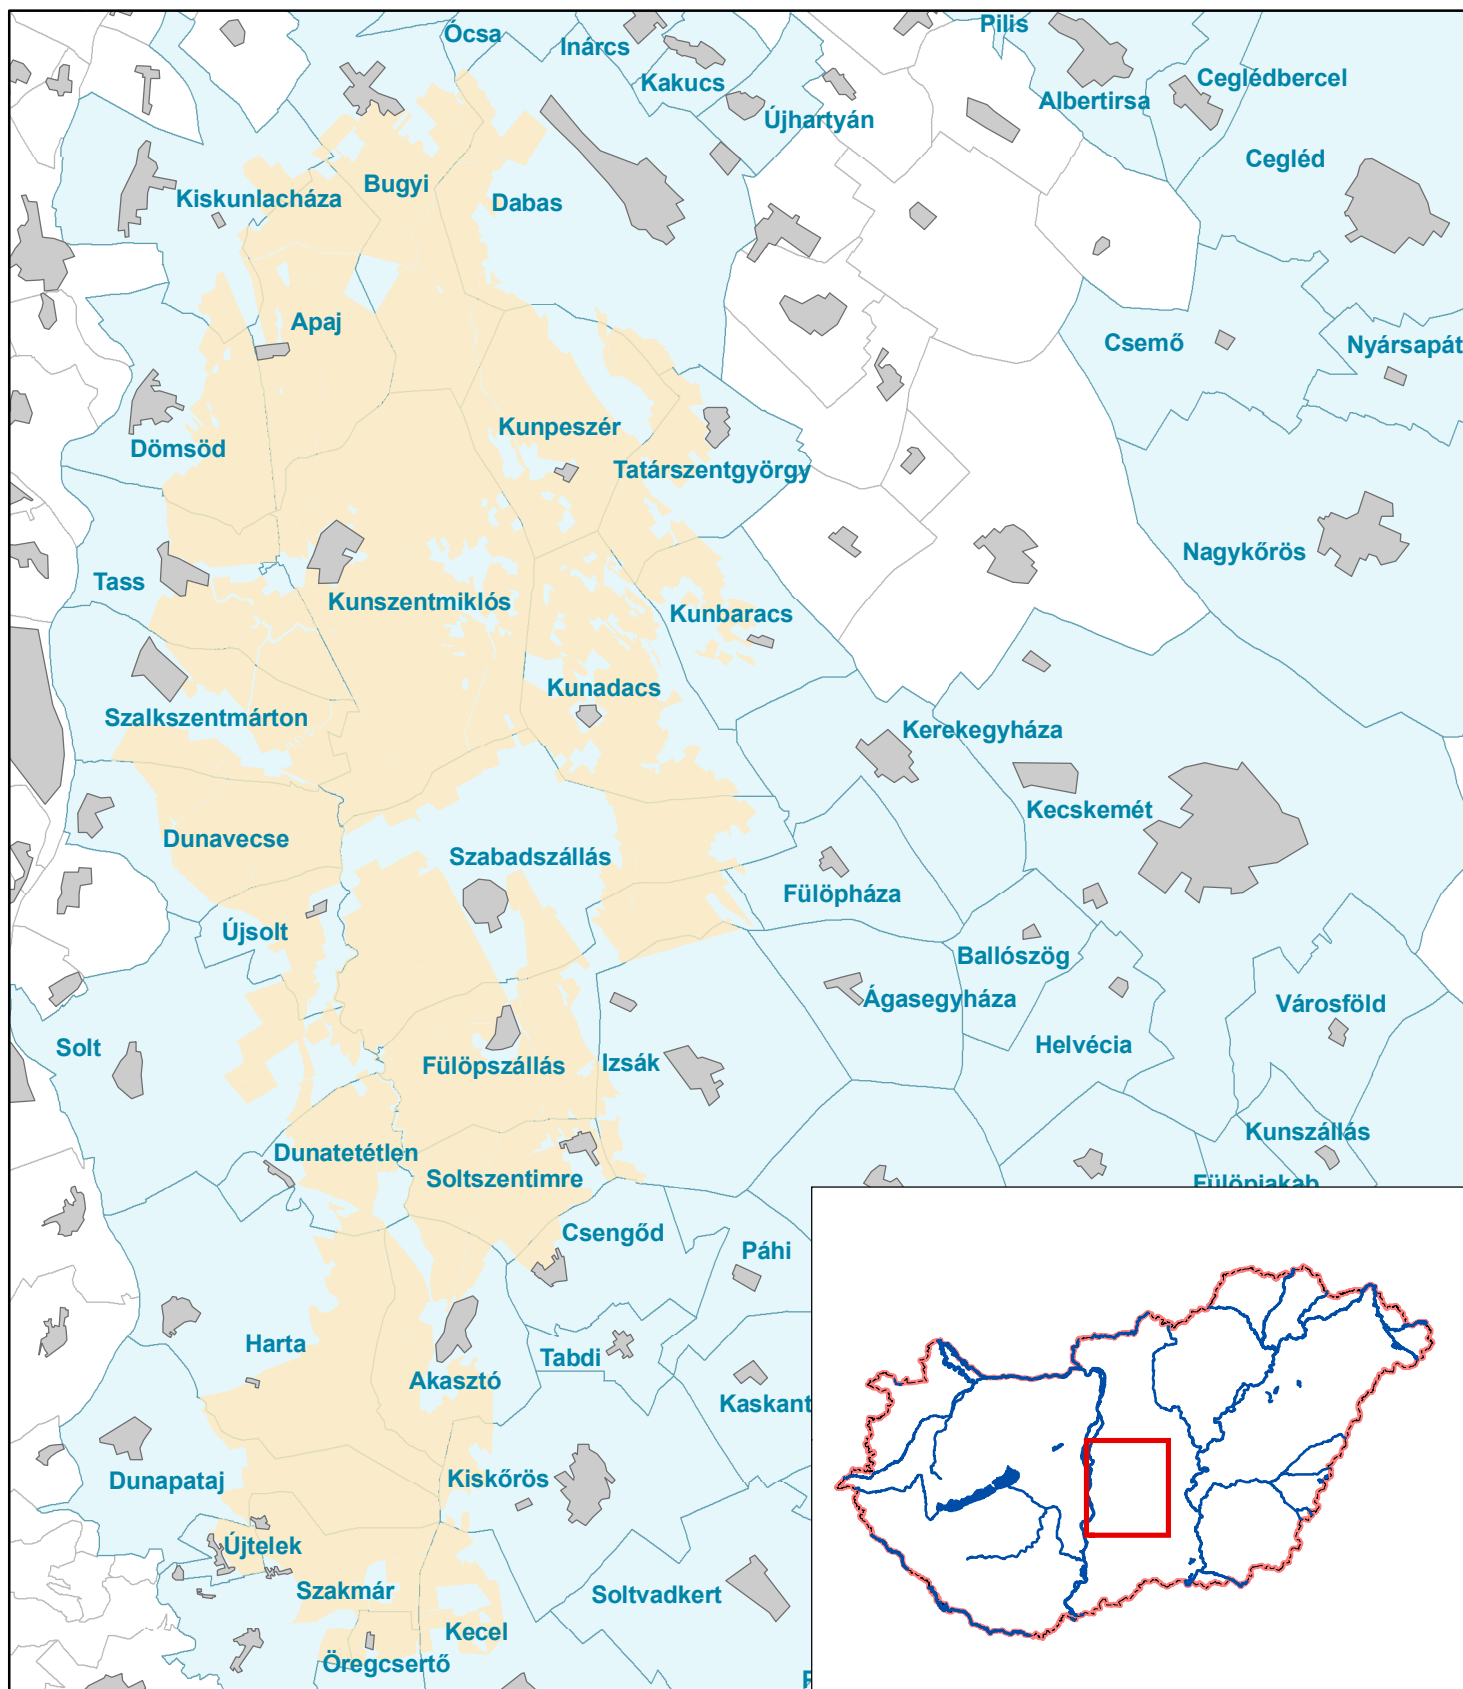 Ócsa
Inárcs
Pilis
Kakucs
Ceglédbercel
Albertirsa
Újhartyán
Cegléd
Bugyi
Kiskunlacháza
Dabas
Apaj
Csemő
Nyársapát
Kunpeszér
Dömsöd
Tatárszentgyörgy
Nagykőrös
Tass
Kunszentmiklós
Kunbaracs
Kunadacs
Szalkszentmárton
Kerekegyháza
Kecskemét
Dunavecse
Szabadszállás
Fülöpháza
Újsolt
Ballószög
Ágasegyháza
Városföld
Solt
Helvécia
Fülöpszállás
Izsák
Kunszállás
Dunatetétlen
Soltszentimre
Fülöpjakab
Csengőd
Páhi
Harta
Tabdi
Akasztó
Kaskant
Dunapataj
Kiskőrös
Újtelek
Szakmár
Soltvadkert
Kecel
Öregcsertő